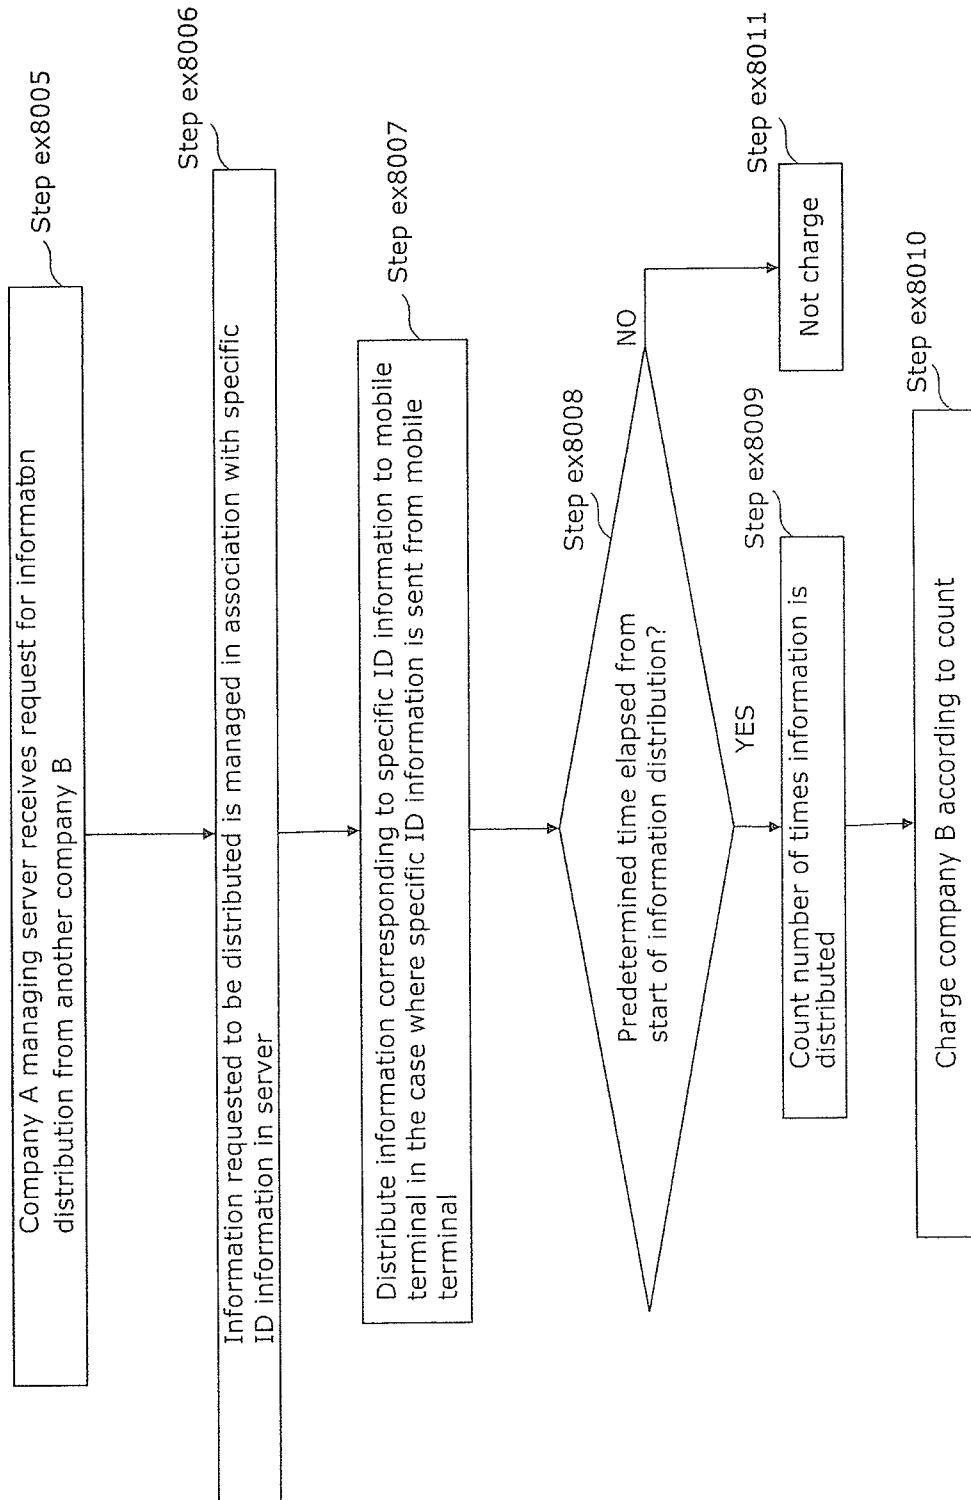 Step ex8005
Company A managing server receives request for informaton
distribution from another company B
Step ex8006
Information requested to be distributed is managed in association with specific
ID information in server
Step ex8007
Distribute information corresponding to specific ID information to mobile
terminal in the case where specific ID information is sent from mobile
terminal
Step ex8008
Predetermined time elapsed from
start of information distribution?
NO
YES
Step ex8011
Not charge
Step ex8009
Count number of times information is
distributed
Step ex8010
Charge company B according to count